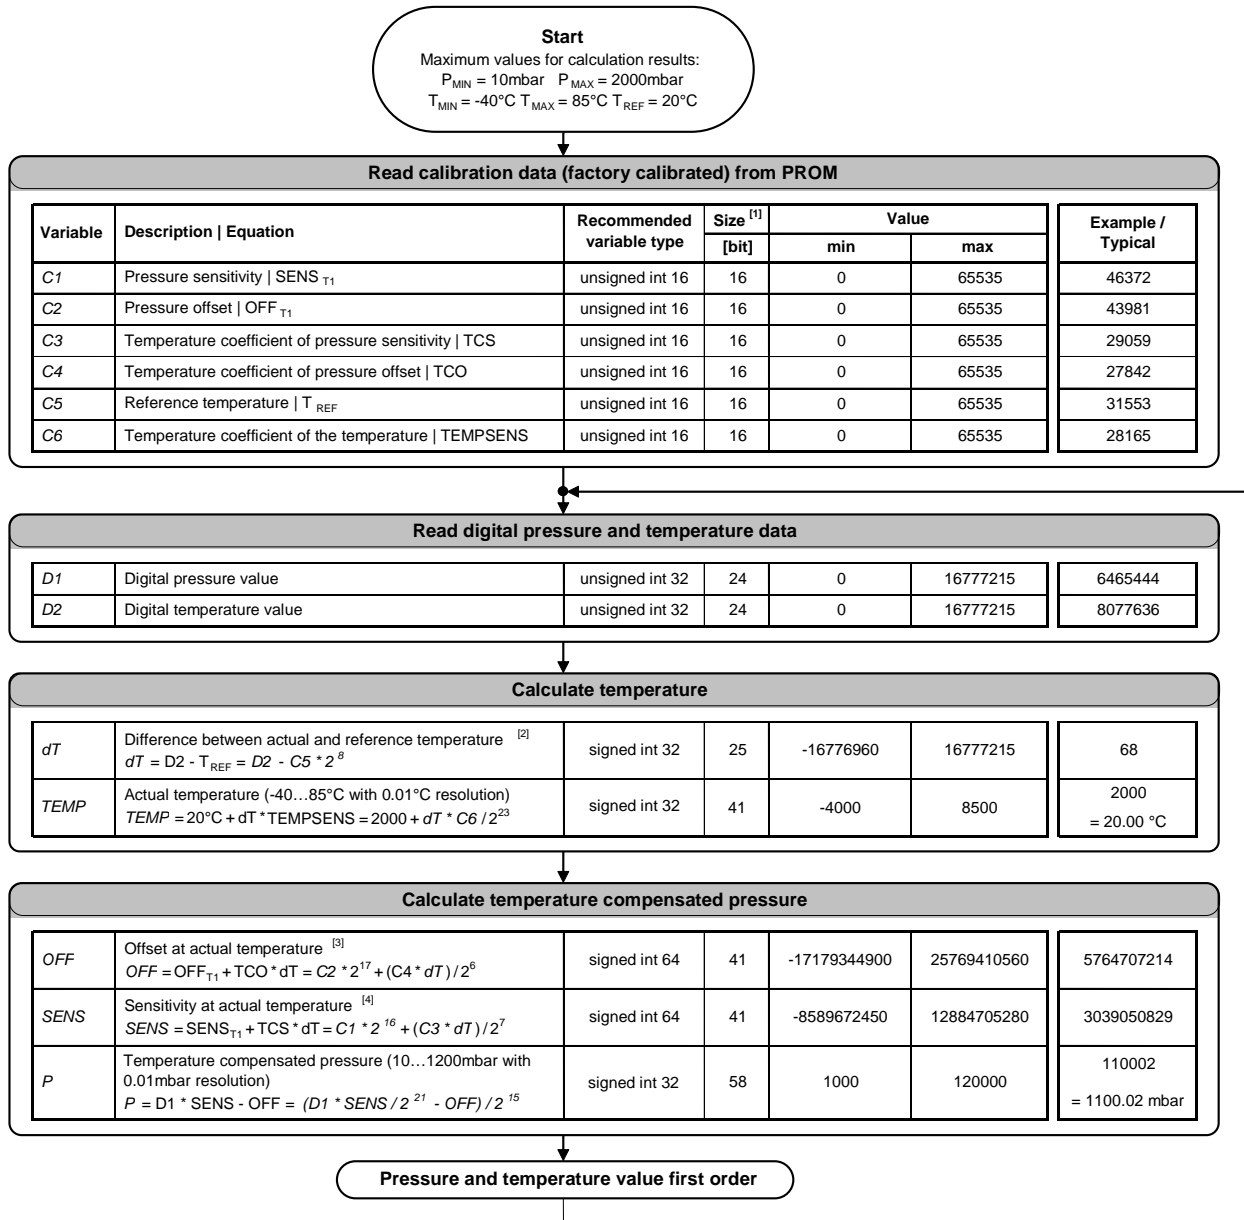 Start
Maximum values for calculation results:
PMIN = 10mbar PMAX = 2000mbar
TMIN = -40°C TMAX = 85°C TREF = 20°C
Read calibration data (factory calibrated) from PROM
Variable | Description | Equation | Recommended variable type | Size [1] [bit] | Value min | max | Example / Typical
C1 Pressure sensitivity | SENS T1 unsigned int 16 16 0 65535 46372
C2 Pressure offset | OFF T1 unsigned int 16 16 0 65535 43981
C3 Temperature coefficient of pressure sensitivity | TCS unsigned int 16 16 0 65535 29059
C4 Temperature coefficient of pressure offset | TCO unsigned int 16 16 0 65535 27842
C5 Reference temperature | T REF unsigned int 16 16 0 65535 31553
C6 Temperature coefficient of the temperature | TEMPSENS unsigned int 16 16 0 65535 28165
Read digital pressure and temperature data
D1 Digital pressure value unsigned int 32 24 0 16777215 6465444
D2 Digital temperature value unsigned int 32 24 0 16777215 8077636
Calculate temperature
dT Difference between actual and reference temperature [2] signed int 32 25 -16776960 16777215 68
dT = D2 - TREF = D2 - C5 * 2^8
TEMP Actual temperature (-40…85°C with 0.01°C resolution) signed int 32 41 -4000 8500 2000
TEMP = 20°C + dT * TEMPSENS = 2000 + dT * C6 / 2^23 = 20.00 °C
Calculate temperature compensated pressure
OFF Offset at actual temperature [3] signed int 64 41 -17179344900 25769410560 5764707214
OFF = OFFT1 + TCO * dT = C2 * 2^17 + (C4 * dT) / 2^6
SENS Sensitivity at actual temperature [4] signed int 64 41 -8589672450 12884705280 3039050829
SENS = SENST1 + TCS * dT = C1 * 2^16 + (C3 * dT) / 2^7
P Temperature compensated pressure (10…1200mbar with signed int 32 58 1000 120000 110002
0.01mbar resolution)
P = D1 * SENS - OFF = (D1 * SENS / 2^21 - OFF) / 2^15 = 1100.02 mbar
Pressure and temperature value first order